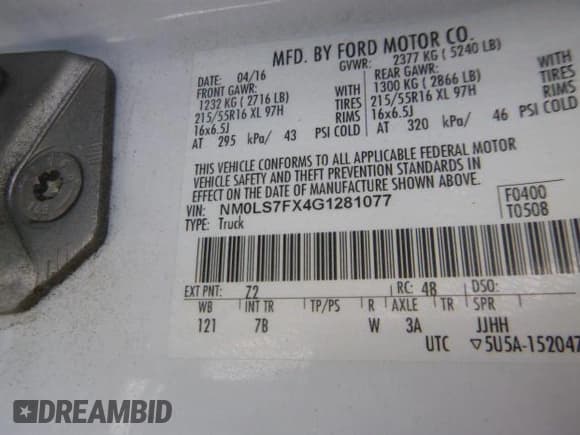 MFD. BY FORD MOTOR CO.
DATE: 04/16 GVWR: 2377 KG ( 5240 LB)
FRONT GAWR: REAR GAWR:
1232 KG ( 2716 LB) WITH 1300 KG ( 2866 LB) WITH
215/55R16 XL 97H TIRES 215/55R16 XL 97H TIRES
16x6.5J RIMS 16x6.5J RIMS
AT 295 kPa/ 43 PSI COLD AT 320 kPa/ 46 PSI COLD
THIS VEHICLE CONFORMS TO ALL APPLICABLE FEDERAL MOTOR
VEHICLE SAFETY AND THEFT PREVENTION STANDARDS IN
EFFECT ON THE DATE OF MANUFACTURE SHOWN ABOVE.
VIN: NM0LS7FX4G1281077 F0400
TYPE: Truck T0508
EXT PNT: Z2 RC: 48 DSO:
WB INT TR TP/PS R AXLE TR SPR
121 7B W 3A JJHH
UTC ▽5U5A-152047
DREAMBID